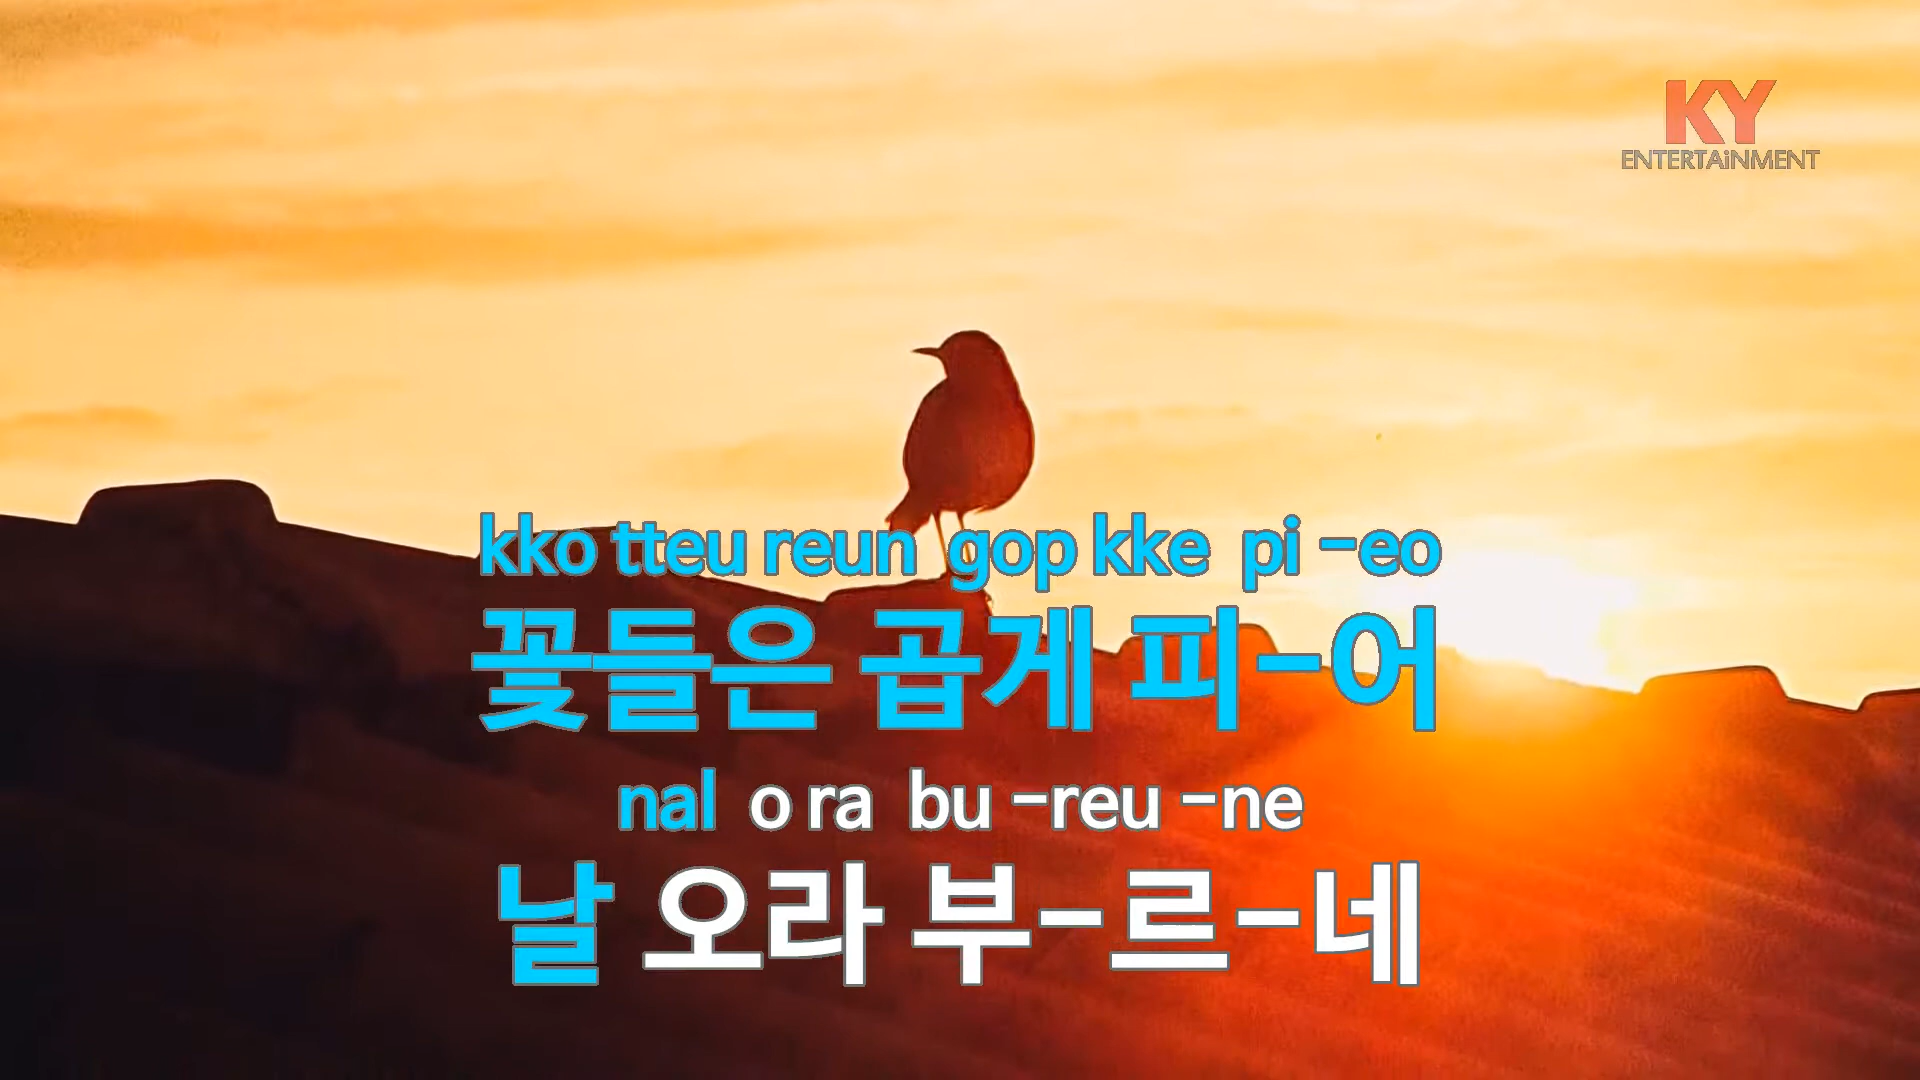 KY
ENTERTAiNMENT
kko tteu reun gop kke pi -eo
꽃들은 곱게 피-어
nal o ra bu -reu -ne
날 오라 부-르-네